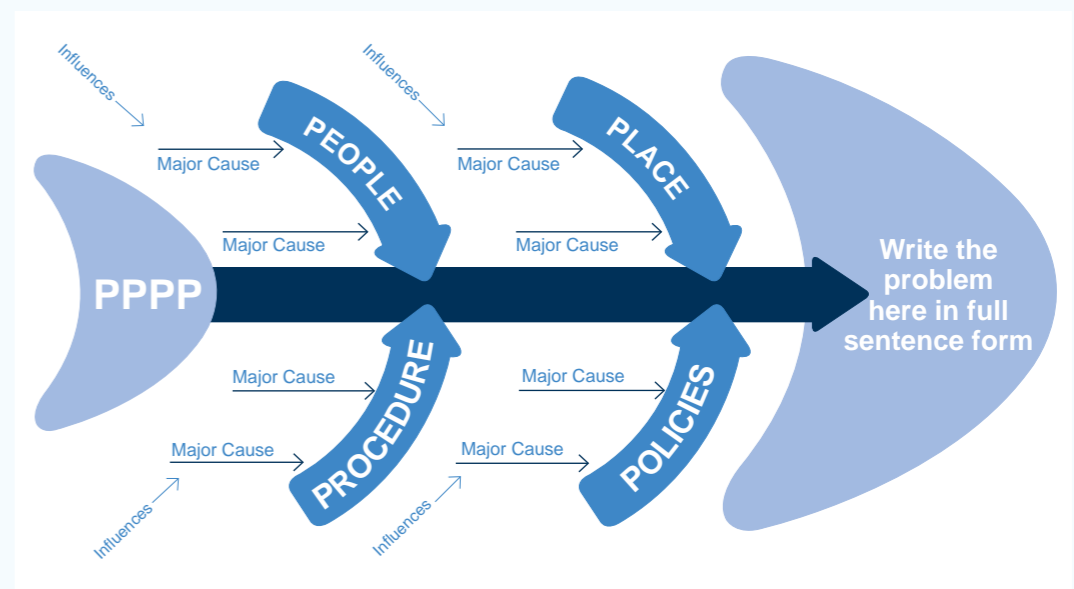 Influences
Influences
PEOPLE
PLACE
Major Cause
Major Cause
Major Cause
Major Cause
PPPP
Write the
problem
here in full
sentence form
Major Cause
Major Cause
PROCEDURE
POLICIES
Major Cause
Major Cause
Influences
Influences